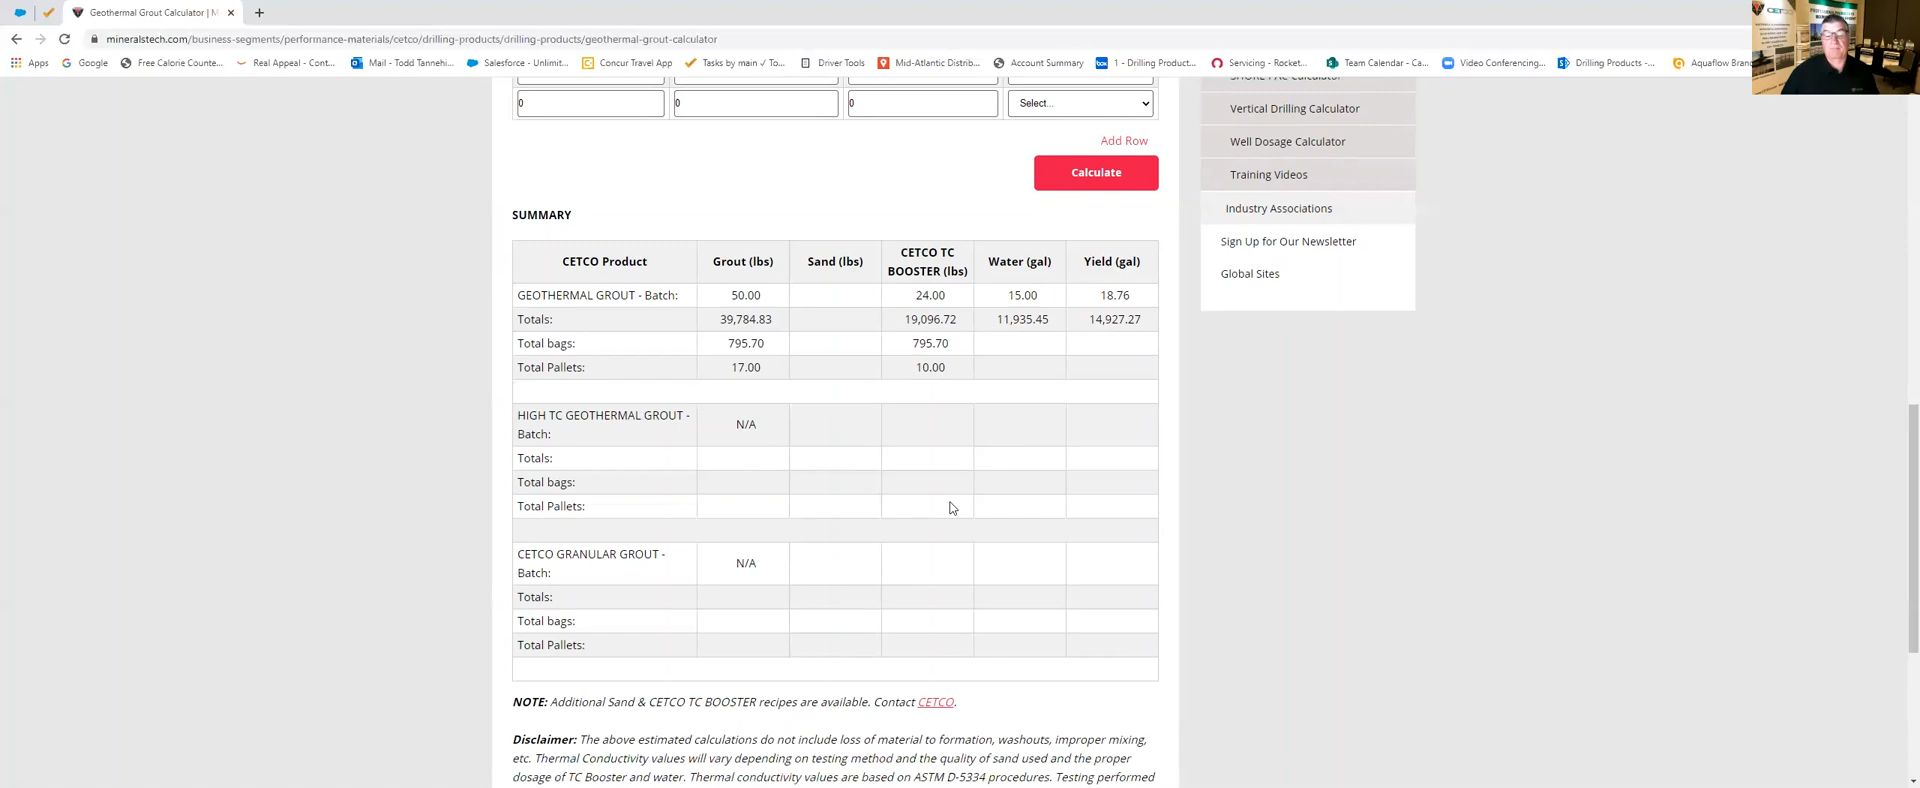 Geothermal Grout Calculator | M
mineralstech.com/business-segments/performance-materials/cetco/drilling-products/drilling-products/geothermal-grout-calculator
Apps Google Free Calorie Counte... Real Appeal - Cont... Mail - Todd Tannehi... Salesforce - Unlimit... Concur Travel App Tasks by main ✓ To... Driver Tools Mid-Atlantic Distrib... Account Summary 1 - Drilling Product... Servicing - Rocket... Team Calendar - Ca... Video Conferencing... Drilling Products -... Aquaflow Branc
0 0 0 Select...
Vertical Drilling Calculator
Add Row
Well Dosage Calculator
Calculate
Training Videos
Industry Associations
SUMMARY
Sign Up for Our Newsletter
Global Sites
CETCO Product Grout (lbs) Sand (lbs) CETCO TC BOOSTER (lbs) Water (gal) Yield (gal)
GEOTHERMAL GROUT - Batch: 50.00 24.00 15.00 18.76
Totals: 39,784.83 19,096.72 11,935.45 14,927.27
Total bags: 795.70 795.70
Total Pallets: 17.00 10.00
HIGH TC GEOTHERMAL GROUT -
Batch: N/A
Totals:
Total bags:
Total Pallets:
CETCO GRANULAR GROUT -
Batch: N/A
Totals:
Total bags:
Total Pallets:
NOTE: Additional Sand & CETCO TC BOOSTER recipes are available. Contact CETCO.
Disclaimer: The above estimated calculations do not include loss of material to formation, washouts, improper mixing,
etc. Thermal Conductivity values will vary depending on testing method and the quality of sand used and the proper
dosage of TC Booster and water. Thermal conductivity values are based on ASTM D-5334 procedures. Testing performed